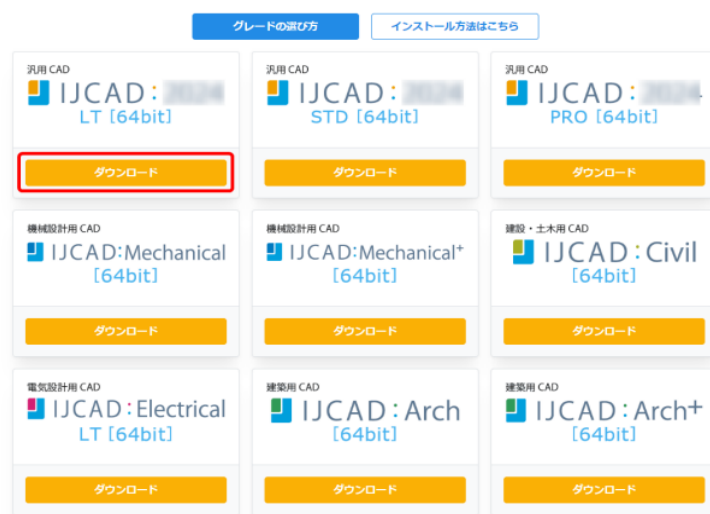 グレードの選び方
インストール方法はこちら
汎用 CAD
IJCAD:
LT [64bit]
ダウンロード
汎用 CAD
IJCAD:
STD [64bit]
ダウンロード
汎用 CAD
IJCAD:
PRO [64bit]
ダウンロード
機械設計用 CAD
IJCAD:Mechanical
[64bit]
ダウンロード
機械設計用 CAD
IJCAD:Mechanical⁺
[64bit]
ダウンロード
建設・土木用 CAD
IJCAD:Civil
[64bit]
ダウンロード
電気設計用 CAD
IJCAD:Electrical
LT [64bit]
ダウンロード
建築用 CAD
IJCAD:Arch
[64bit]
ダウンロード
建築用 CAD
IJCAD:Arch+
[64bit]
ダウンロード